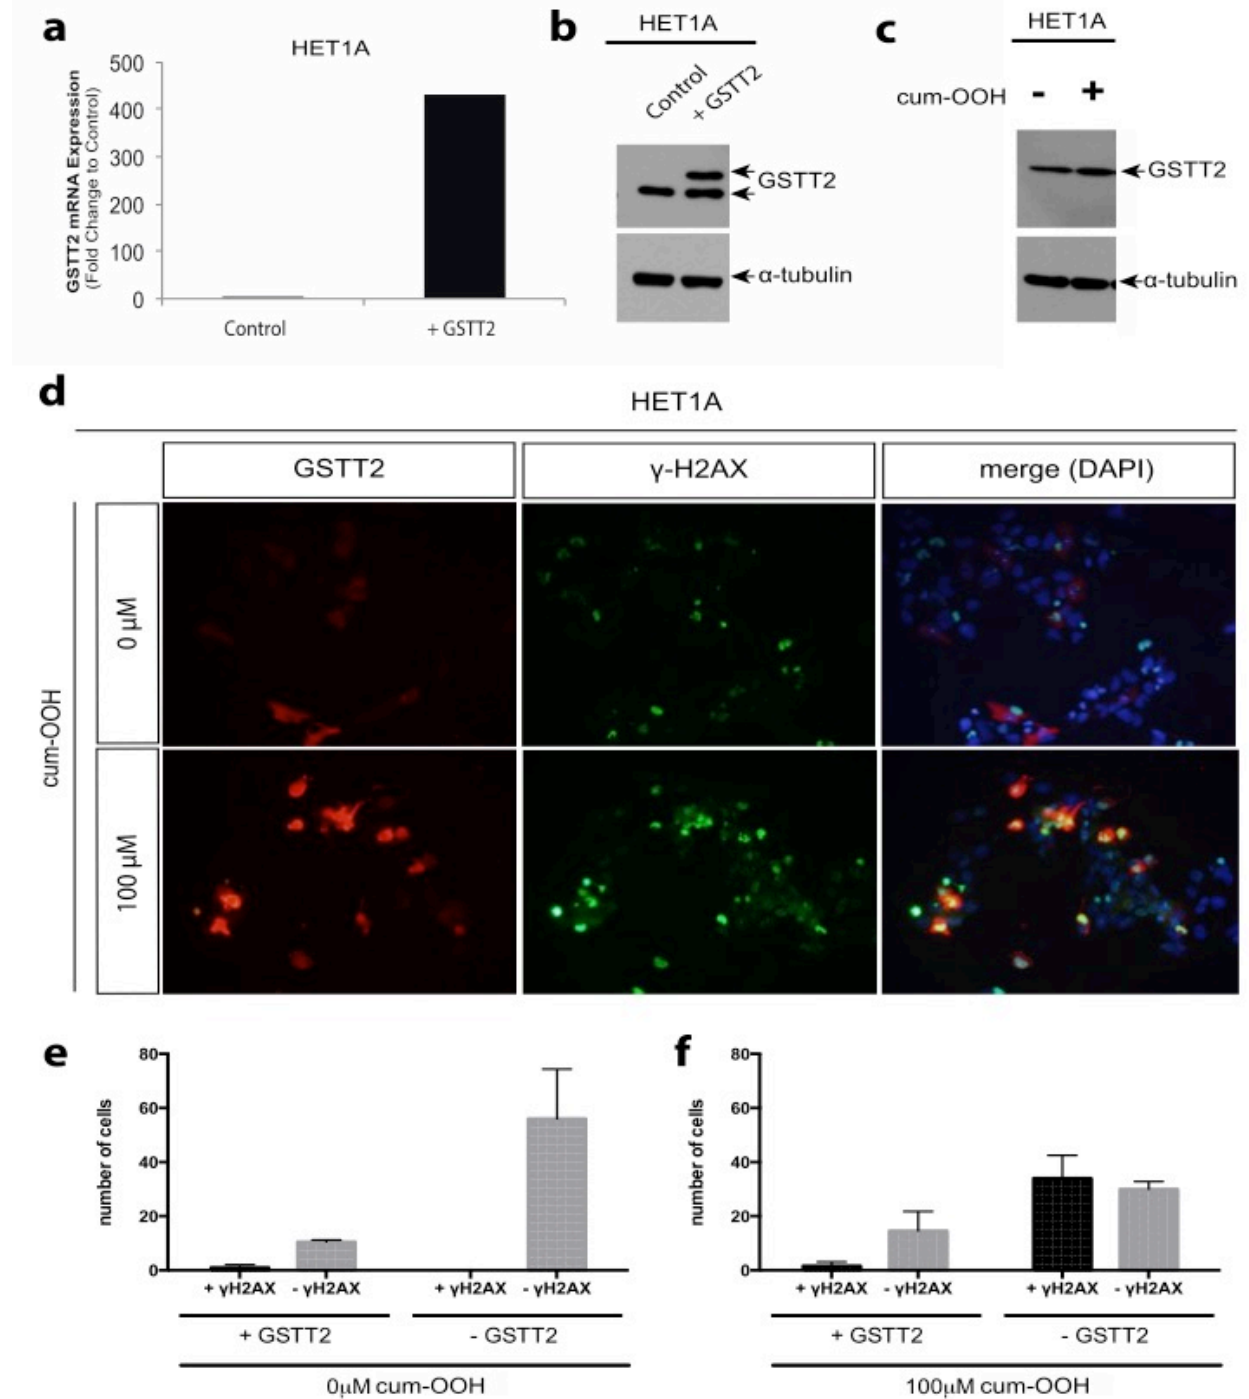 a
HET1A
GSTT2 mRNA Expression
(Fold Change to Control)
500
400
300
200
100
0
Control
+ GSTT2
b
HET1A
Control
+ GSTT2
GSTT2
α-tubulin
c
HET1A
cum-OOH - +
GSTT2
α-tubulin
d
HET1A
GSTT2 γ-H2AX merge (DAPI)
cum-OOH
0 μM
100 μM
e
number of cells
80
60
40
20
0
+ γH2AX - γH2AX + γH2AX - γH2AX
+ GSTT2 - GSTT2
0μM cum-OOH
f
number of cells
80
60
40
20
0
+ γH2AX - γH2AX + γH2AX - γH2AX
+ GSTT2 - GSTT2
100μM cum-OOH